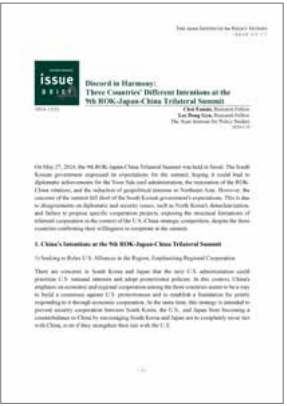 THE ASAN INSTITUTE for POLICY STUDIES
issue
BRIEF
Discord in Harmony:
Three Countries' Different Intentions at the
9th ROK-Japan-China Trilateral Summit
Research Fellow
Lee Dong Gyu, Research Fellow
The Asan Institute for Policy Studies
On May 27, 2024, the 9th ROK-Japan-China Trilateral Summit was held in Seoul. The South
Korean government expressed its expectations for the summit, hoping it could lead to
diplomatic achievements for the Yoon Suk-yeol administration, the restoration of the ROK-
China relations, and the reduction of geopolitical tensions in Northeast Asia. However, the
outcome of the summit fell short of the South Korean government's expectations. This is due
to disagreements on diplomatic and security issues, such as North Korea's denuclearization,
and failure to propose specific cooperation projects, exposing the structural limitations of
trilateral cooperation in the context of the U.S.-China strategic competition, despite the three
countries confirming their willingness to cooperate at the summit.
1. China's Intentions at the 9th ROK-Japan-China Trilateral Summit
1) Seeking to Relax U.S. Alliances in the Region, Emphasizing Regional Cooperation
There are concerns in South Korea and Japan that the next U.S. administration could
prioritize U.S. national interests and adopt protectionist policies. In this context, China's
emphasis on economic and regional cooperation among the three countries seems to be a way
to build a consensus against U.S. protectionism and to establish a foundation for jointly
responding to it through economic cooperation. At the same time, this strategy is intended to
prevent security cooperation between South Korea, the U.S., and Japan from becoming a
counterbalance to China by encouraging South Korea and Japan not to completely sever ties
with China, even if they strengthen their ties with the U.S.